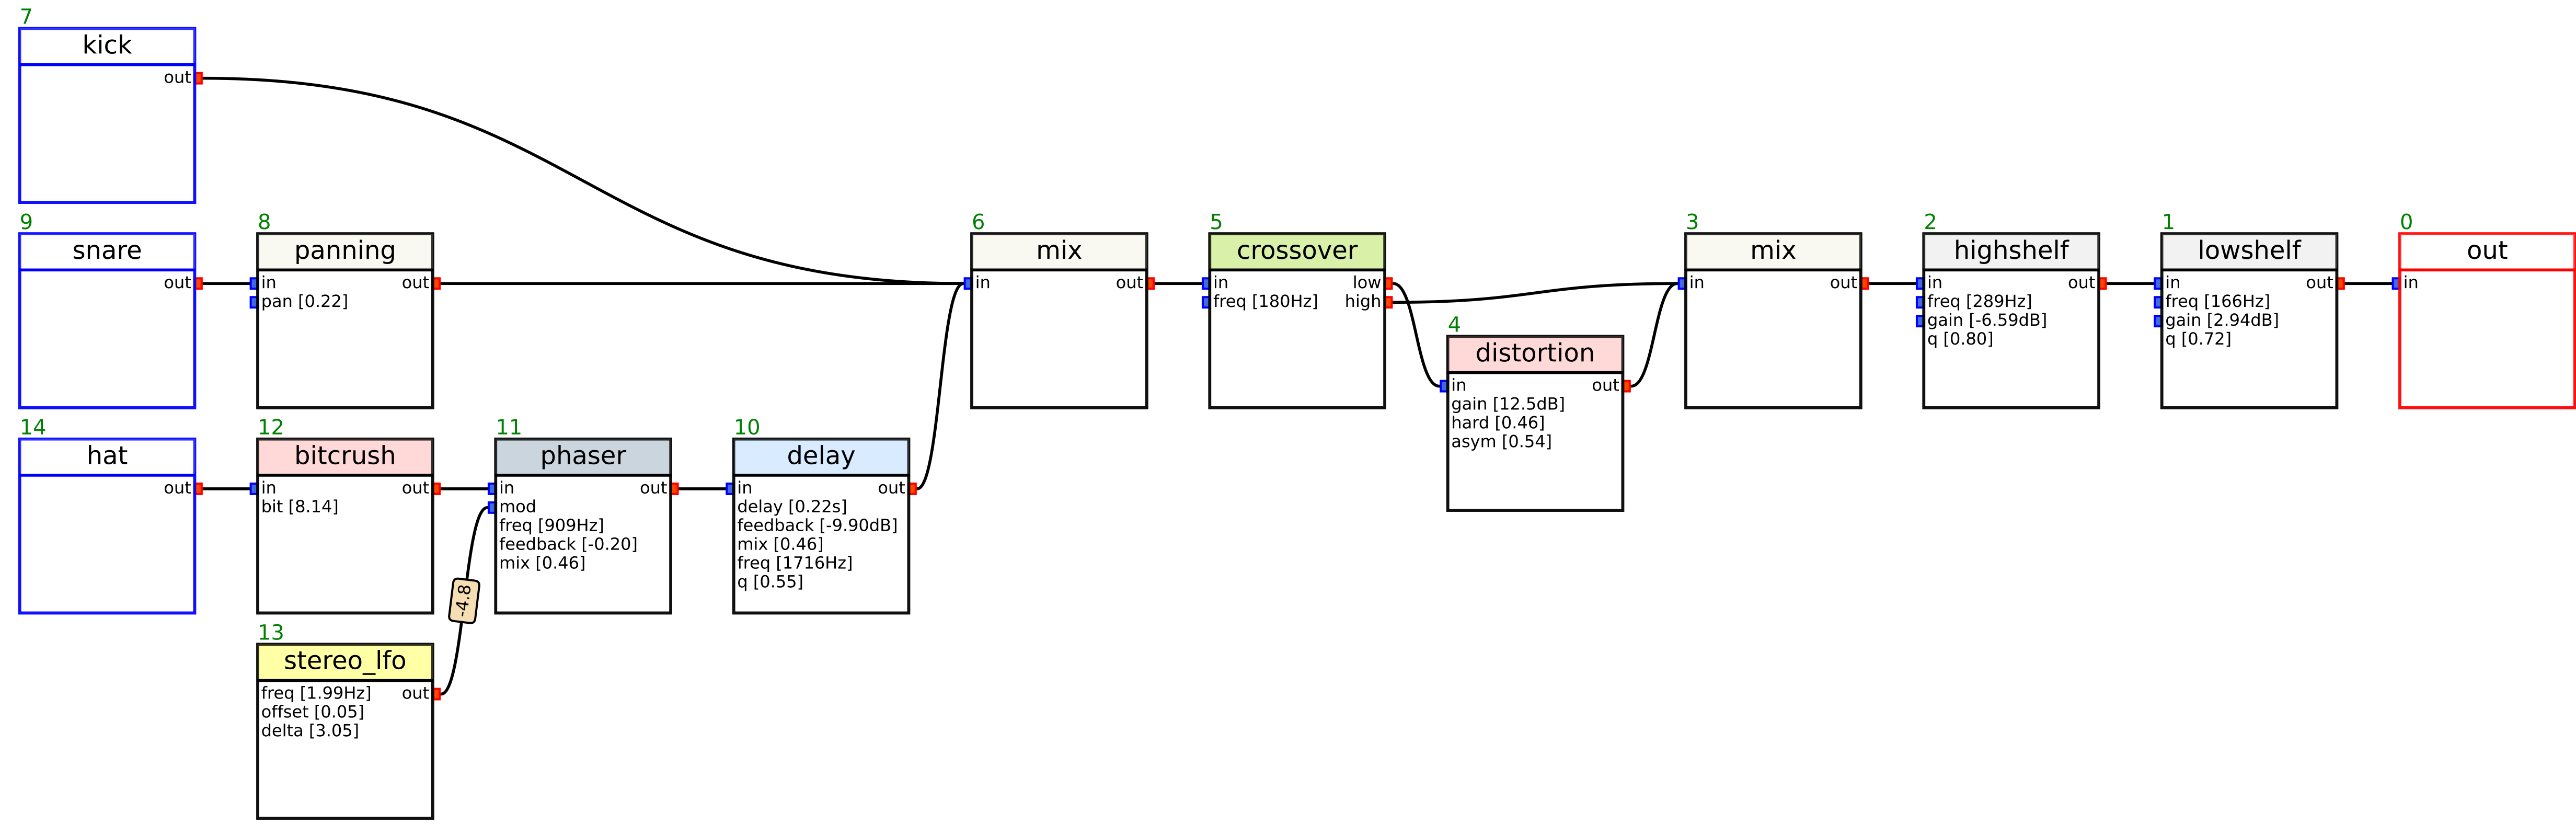 7
kick
out
9
snare
out
8
panning
in out
pan [0.22]
6
mix
in out
5
crossover
in low
freq [180Hz] high
4
distortion
in out
gain [12.5dB]
hard [0.46]
asym [0.54]
3
mix
in out
2
highshelf
in out
freq [289Hz]
gain [-6.59dB]
q [0.80]
1
lowshelf
in out
freq [166Hz]
gain [2.94dB]
q [0.72]
0
out
in
14
hat
out
12
bitcrush
in out
bit [8.14]
11
phaser
in out
mod
freq [909Hz]
feedback [-0.20]
mix [0.46]
10
delay
in out
delay [0.22s]
feedback [-9.90dB]
mix [0.46]
freq [1716Hz]
q [0.55]
-4.8
13
stereo_lfo
freq [1.99Hz] out
offset [0.05]
delta [3.05]